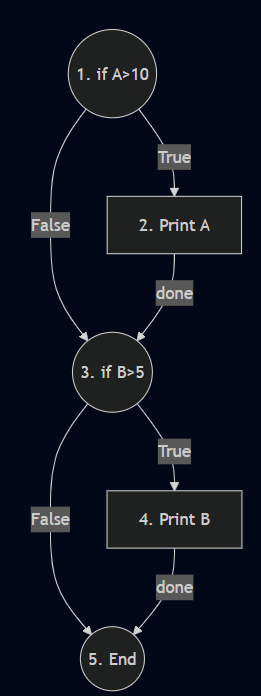 1. if A>10
True
False
2. Print A
done
3. if B>5
True
False
4. Print B
done
5. End